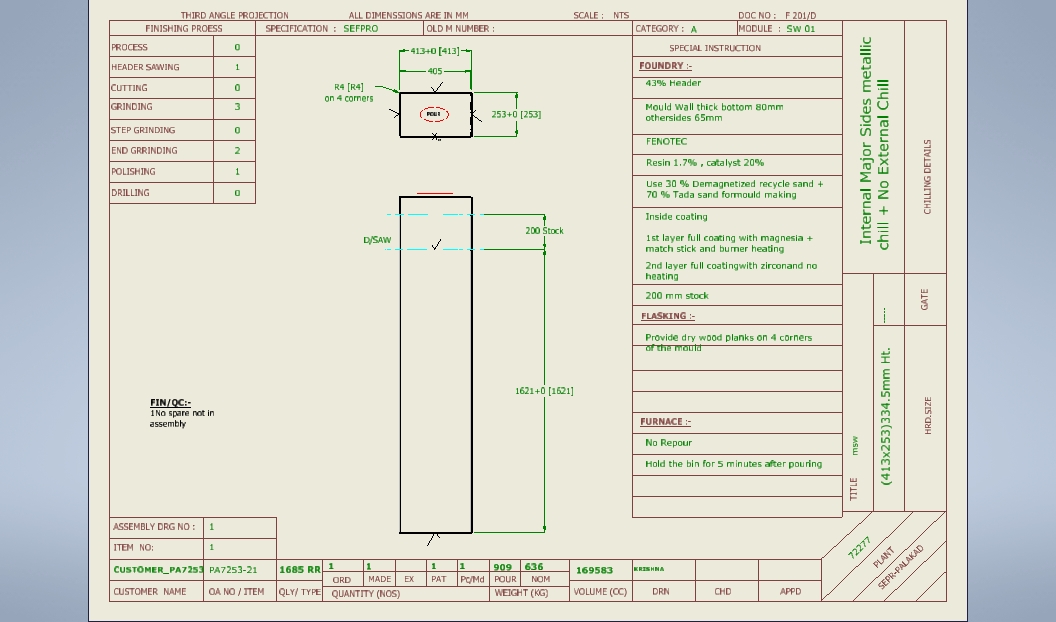 THIRD ANGLE PROJECTION ALL DIMENSSIONS ARE IN MM SCALE : NTS DOC NO : F 201/D
FINISHING PROESS SPECIFICATION : SEFPRO OLD M NUMBER : CATEGORY : A MODULE : SW 01
PROCESS 0
HEADER SAWING 1
CUTTING 0
GRINDING 3
STEP GRINDING 0
END GRRINDING 2
POLISHING 1
DRILLING 0
413+0 [413]
405
R4 [R4]
on 4 corners
POUR
253+0 [253]
200 Stock
D/SAW
1621+0 [1621]
FIN/QC:-
1No spare not in
assembly
SPECIAL INSTRUCTION
FOUNDRY :-
43% Header
Mould Wall thick bottom 80mm
othersides 65mm
FENOTEC
Resin 1.7% , catalyst 20%
Use 30 % Demagnetized recycle sand +
70 % Tada sand formould making
Inside coating
1st layer full coating with magnesia +
match stick and burner heating
2nd layer full coatingwith zirconand no
heating
200 mm stock
FLASKING :-
Provide dry wood planks on 4 corners
of the mould
FURNACE :-
No Repour
Hold the bin for 5 minutes after pouring
Internal Major Sides metallic
chill + No External Chill
CHILLING DETAILS
-----
GATE
(413x253)334.5mm Ht.
HRD.SIZE
TITLE msw
72277
PLANT
SEPR-PALAKAD
ASSEMBLY DRG NO : 1
ITEM NO: 1
CUSTOMER_PA7253 PA7253-21 1685 RR 1 1 1 1 909 636 169583 KRISHNA
ORD MADE EX PAT Pc/Md POUR NOM
CUSTOMER NAME OA NO / ITEM QLY/ TYPE QUANTITY (NOS) WEIGHT (KG) VOLUME (CC) DRN CHD APPD